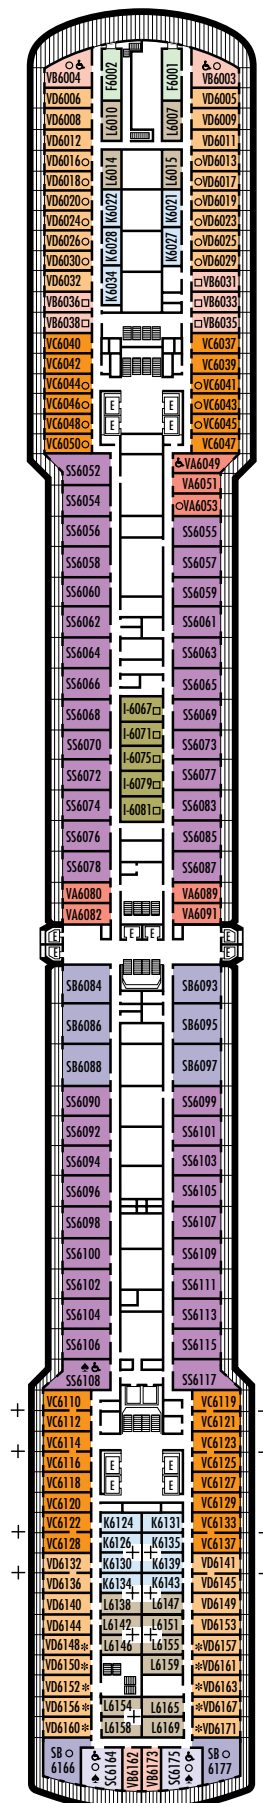 VB6004 F6002 F6001 VB6003
VD6006 VD6005
VD6008 L6010 L6007 VD6009
VD6012 VD6011
VD6016 L6014 L6015 VD6013
VD6018 VD6017
VD6020 K6022 K6021 VD6019
VD6024 VD6023
VD6026 K6028 K6027 VD6025
VD6030 VD6029
VD6032 K6034 VB6031
VB6036 VB6033
VB6038 VB6035
VC6040 VC6037
VC6042 VC6039
VC6044 VC6041
VC6046 E E VC6043
VC6048 E E VC6045
VC6050 VC6047
SS6052 VA6049
VA6051
SS6054 VA6053
SS6056 SS6055
SS6058 SS6057
SS6060 SS6059
SS6062 SS6061
SS6064 SS6063
SS6066 SS6065
SS6068 I-6067 SS6069
I-6071
SS6070 SS6073
I-6075
SS6072 SS6077
I-6079
SS6074 I-6081 SS6083
SS6076 SS6085
SS6078 SS6087
VA6080 VA6089
VA6082 VA6091
E E E E
E E
SB6084 SB6093
SB6086 SB6095
SB6088 SB6097
SS6090 SS6099
SS6092 SS6101
SS6094 SS6103
SS6096 SS6105
SS6098 SS6107
SS6100 SS6109
SS6102 SS6111
SS6104 SS6113
SS6106 SS6115
SS6108 SS6117
VC6110 VC6119
VC6112 VC6121
VC6114 VC6123
VC6116 E E VC6125
VC6118 E E VC6127
VC6120 VC6129
VC6122 K6124 K6131 VC6133
VC6128 K6126 K6135 VC6137
VD6132 K6130 K6139 VD6141
VD6136 K6134 K6143 VD6145
VD6140 L6138 L6147 VD6149
VD6144 L6142 L6151 VD6153
VD6148* L6146 L6155 *VD6157
VD6150* L6159 *VD6161
VD6152* *VD6163
VD6156* L6154 L6165 *VD6167
VD6160* L6158 L6169 *VD6171
SB 6166 SC6164 VB6162 VB6173 SC6175 SB 6177